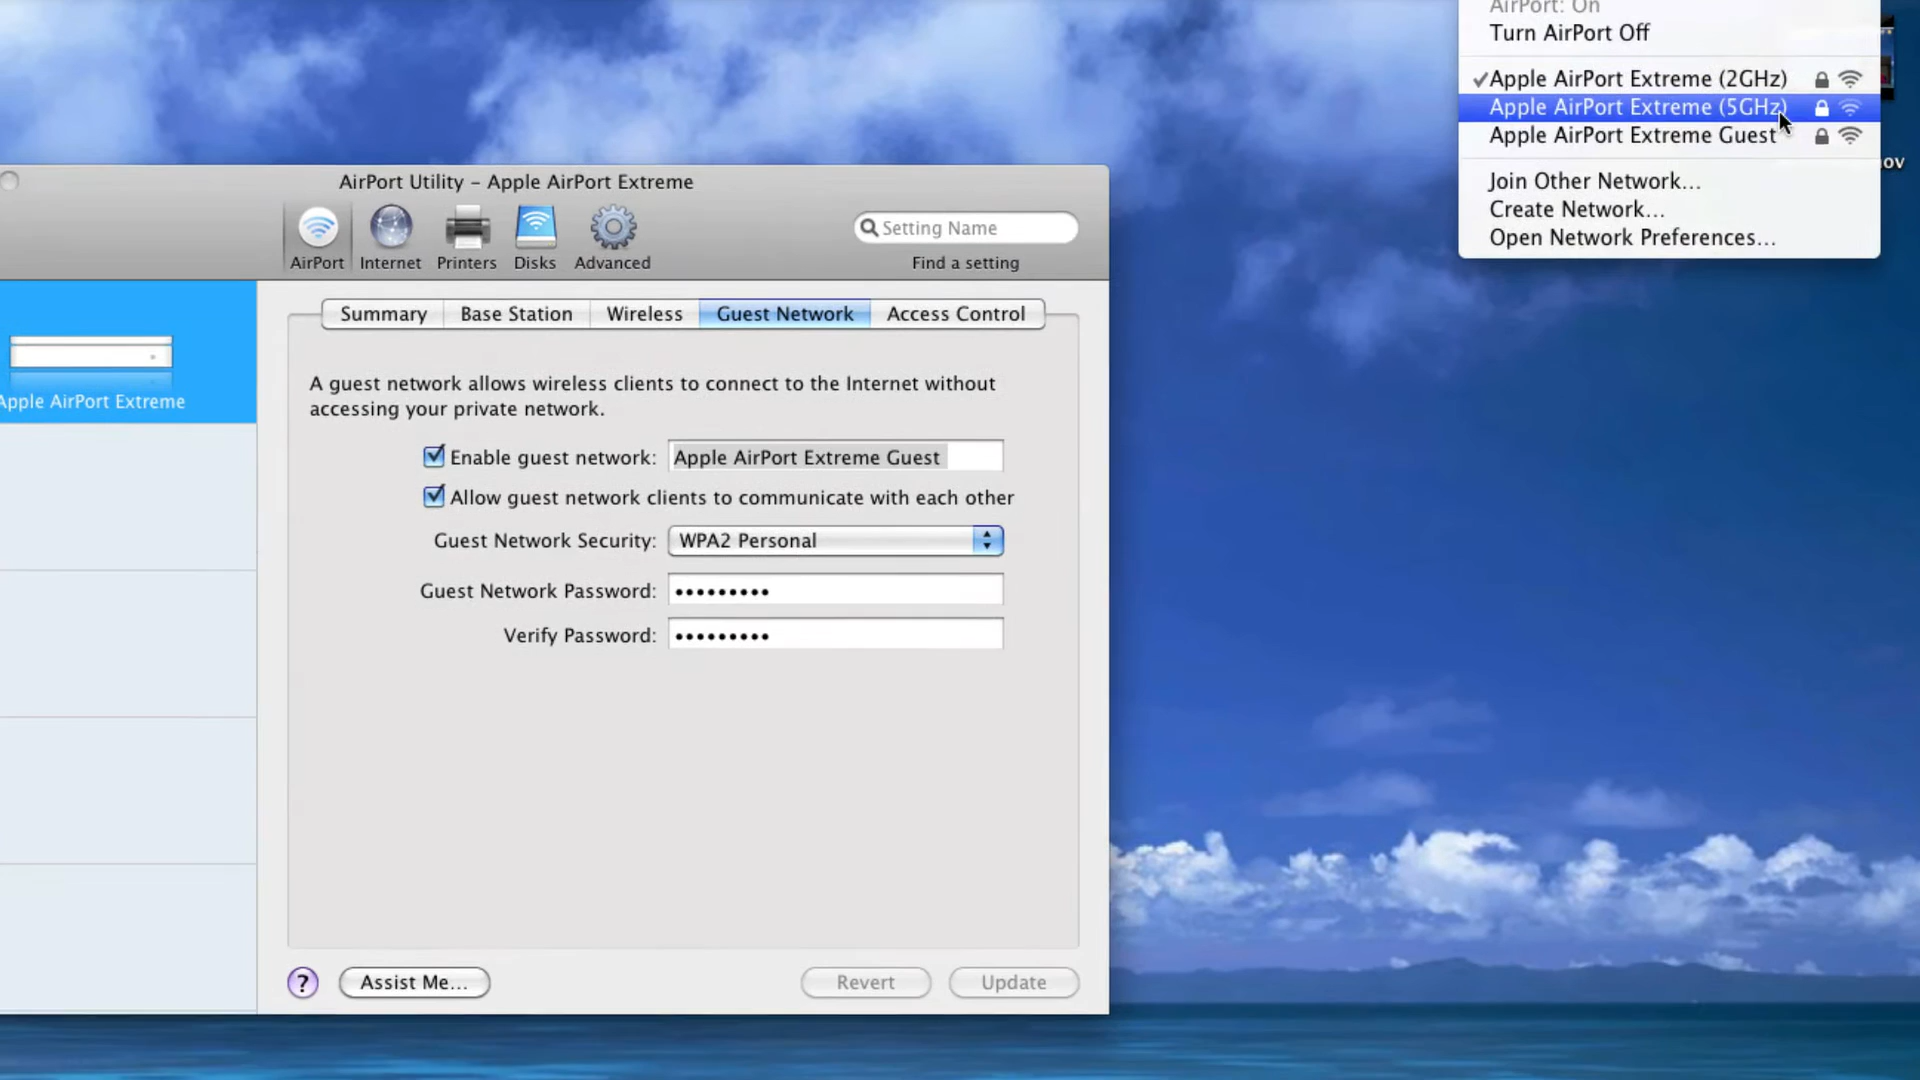 AirPort: On
Turn AirPort Off
✓Apple AirPort Extreme (2GHz)
Apple AirPort Extreme (5GHz)
Apple AirPort Extreme Guest
Join Other Network...
Create Network...
Open Network Preferences...
ov
AirPort Utility – Apple AirPort Extreme
AirPort Internet Printers Disks Advanced
Setting Name
Find a setting
Apple AirPort Extreme
Summary Base Station Wireless Guest Network Access Control
A guest network allows wireless clients to connect to the Internet without
accessing your private network.
Enable guest network: Apple AirPort Extreme Guest
Allow guest network clients to communicate with each other
Guest Network Security: WPA2 Personal
Guest Network Password: •••••••••
Verify Password: •••••••••
? Assist Me... Revert Update